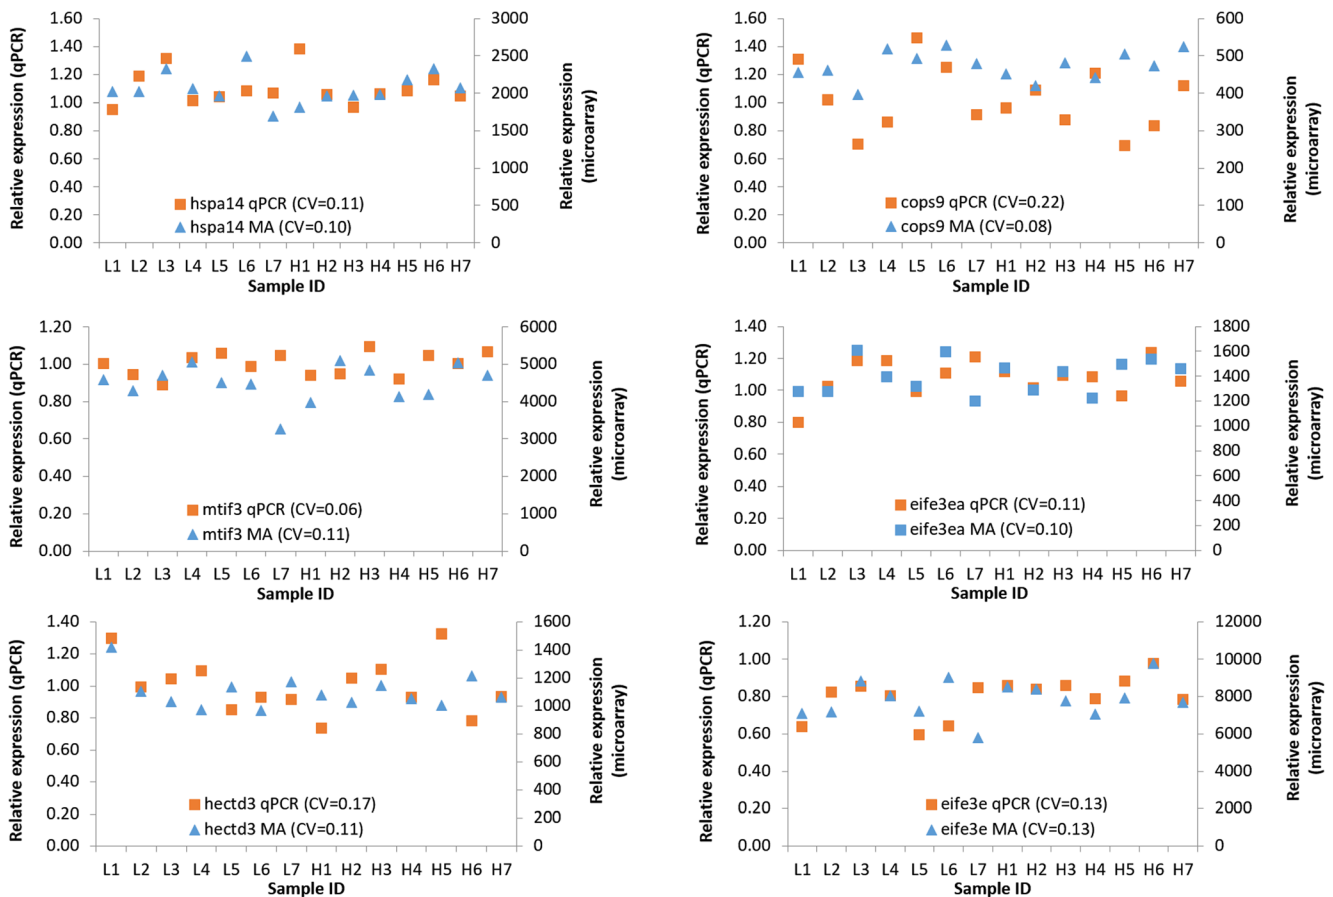 Relative expression (qPCR)
1.60
1.40
1.20
1.00
0.80
0.60
0.40
0.20
0.00
hspa14 qPCR (CV=0.11)
hspa14 MA (CV=0.10)
3000
2500
2000
1500
1000
500
0
Relative expression
(microarray)
L1 L2 L3 L4 L5 L6 L7 H1 H2 H3 H4 H5 H6 H7
Sample ID
Relative expression (qPCR)
1.60
1.40
1.20
1.00
0.80
0.60
0.40
0.20
0.00
cops9 qPCR (CV=0.22)
cops9 MA (CV=0.08)
600
500
400
300
200
100
0
Relative expression
(microarray)
L1 L2 L3 L4 L5 L6 L7 H1 H2 H3 H4 H5 H6 H7
Sample ID
Relative expression (qPCR)
1.20
1.00
0.80
0.60
0.40
0.20
0.00
mtif3 qPCR (CV=0.06)
mtif3 MA (CV=0.11)
6000
5000
4000
3000
2000
1000
0
Relative expression
(microarray)
L1 L2 L3 L4 L5 L6 L7 H1 H2 H3 H4 H5 H6 H7
Sample ID
Relative expression (qPCR)
1.40
1.20
1.00
0.80
0.60
0.40
0.20
0.00
eife3ea qPCR (CV=0.11)
eife3ea MA (CV=0.10)
1800
1600
1400
1200
1000
800
600
400
200
0
Relative expression
(microarray)
L1 L2 L3 L4 L5 L6 L7 H1 H2 H3 H4 H5 H6 H7
Sample ID
Relative expression (qPCR)
1.40
1.20
1.00
0.80
0.60
0.40
0.20
0.00
hectd3 qPCR (CV=0.17)
hectd3 MA (CV=0.11)
1600
1400
1200
1000
800
600
400
200
0
Relative expression
(microarray)
L1 L2 L3 L4 L5 L6 L7 H1 H2 H3 H4 H5 H6 H7
Sample ID
Relative expression (qPCR)
1.20
1.00
0.80
0.60
0.40
0.20
0.00
eife3e qPCR (CV=0.13)
eife3e MA (CV=0.13)
12000
10000
8000
6000
4000
2000
0
Relative expression
(microarray)
L1 L2 L3 L4 L5 L6 L7 H1 H2 H3 H4 H5 H6 H7
Sample ID